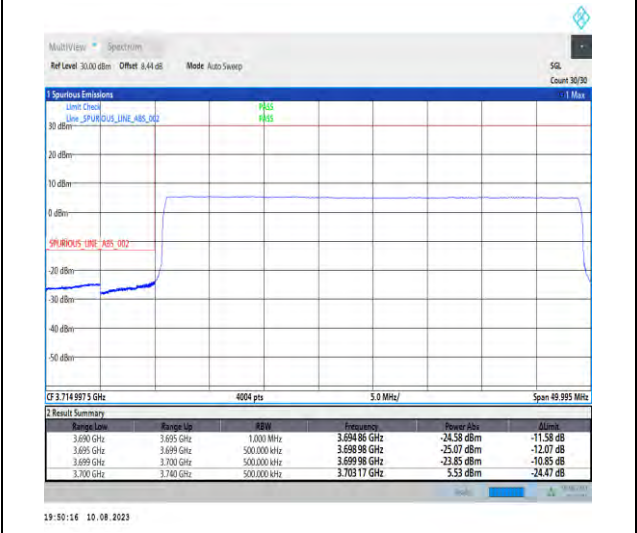 MultiView Spectrum
Ref Level 30.00 dBm Offset 8.44 dB Mode Auto Sweep SGL
Count 30/30
1 Spurious Emissions 1 Max
Limit Check PASS
Line _SPURIOUS_LINE_ABS_002 PASS
30 dBm
20 dBm
10 dBm
0 dBm
SPURIOUS_LINE_ABS_002
-20 dBm
-30 dBm
-40 dBm
-50 dBm
CF 3.714 997 5 GHz 4004 pts 5.0 MHz/ Span 49.995 MHz
2 Result Summary
Range Low Range Up RBW Frequency Power Abs ΔLimit
3.690 GHz 3.695 GHz 1.000 MHz 3.694 86 GHz -24.58 dBm -11.58 dB
3.695 GHz 3.699 GHz 500.000 kHz 3.698 98 GHz -25.07 dBm -12.07 dB
3.699 GHz 3.700 GHz 500.000 kHz 3.699 98 GHz -23.85 dBm -10.85 dB
3.700 GHz 3.740 GHz 500.000 kHz 3.703 17 GHz 5.53 dBm -24.47 dB
19:50:16 10.08.2023